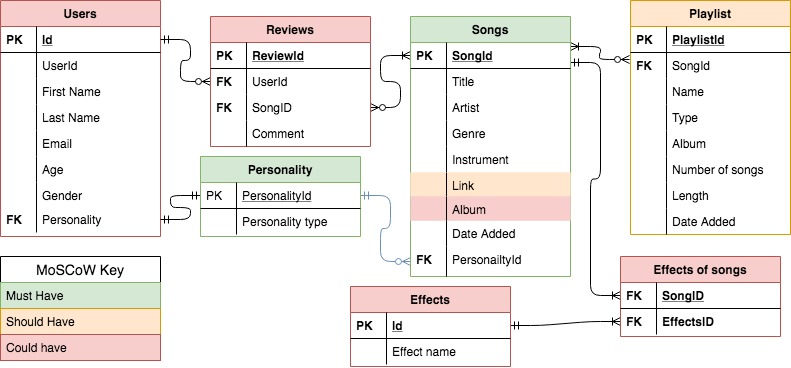 Users
PK Id
UserId
First Name
Last Name
Email
Age
Gender
FK Personality
Reviews
PK ReviewId
FK UserId
FK SongID
Comment
Songs
PK SongId
Title
Artist
Genre
Instrument
Link
Album
Date Added
FK PersonailtyId
Playlist
PK PlaylistId
FK SongId
Name
Type
Album
Number of songs
Length
Date Added
Personality
PK PersonalityId
Personality type
MoSCoW Key
Must Have
Should Have
Could have
Effects
PK Id
Effect name
Effects of songs
FK SongID
FK EffectsID